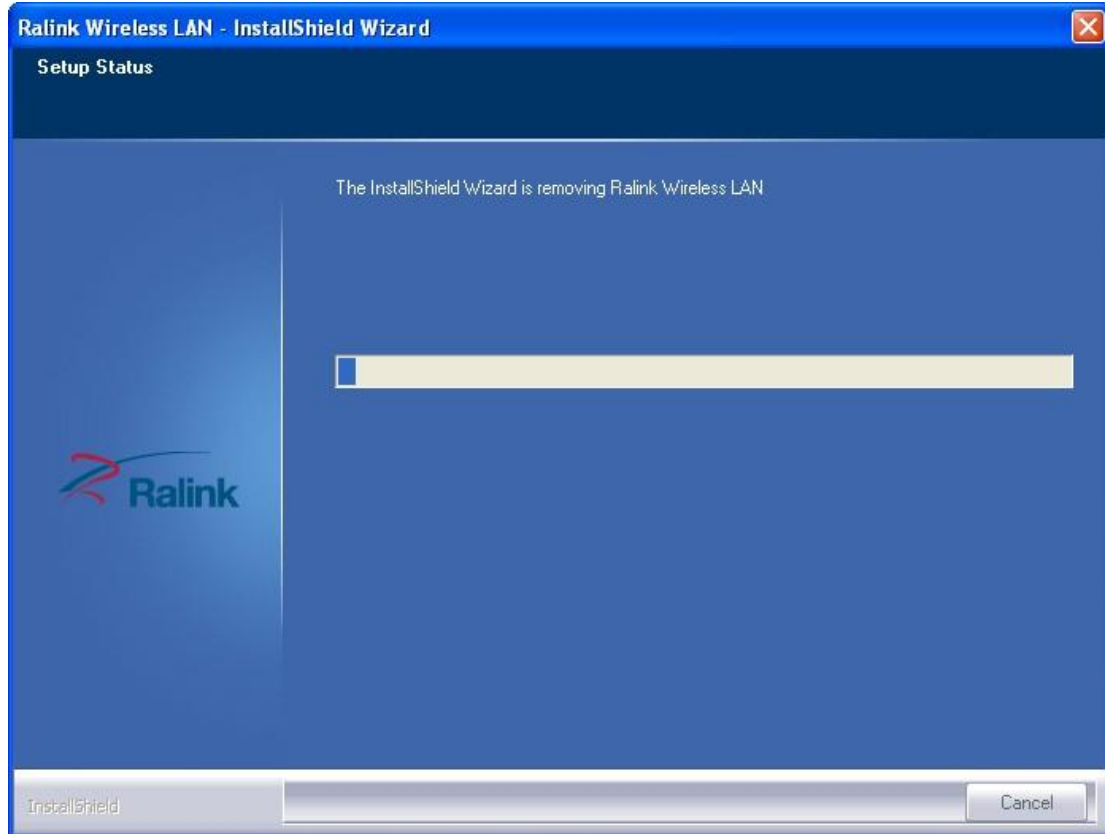 Ralink Wireless LAN - InstallShield Wizard
Setup Status
The InstallShield Wizard is removing Ralink Wireless LAN
Ralink
InstallShield
Cancel